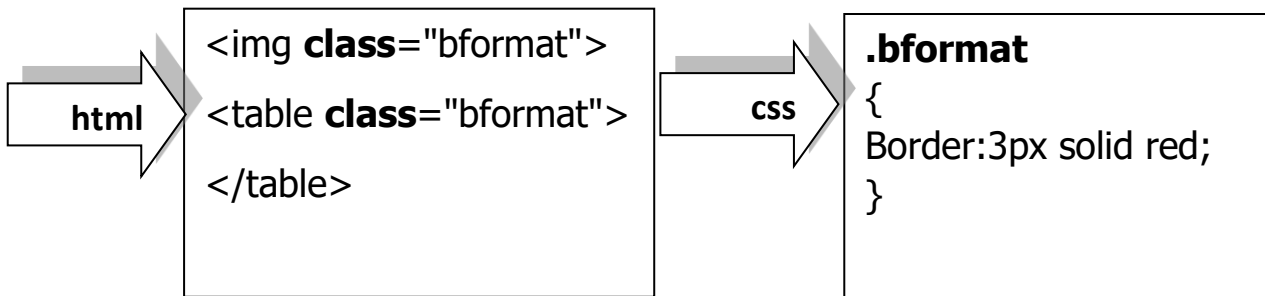 html
<img class="bformat">
<table class="bformat">
</table>
css
.bformat
{
Border:3px solid red;
}